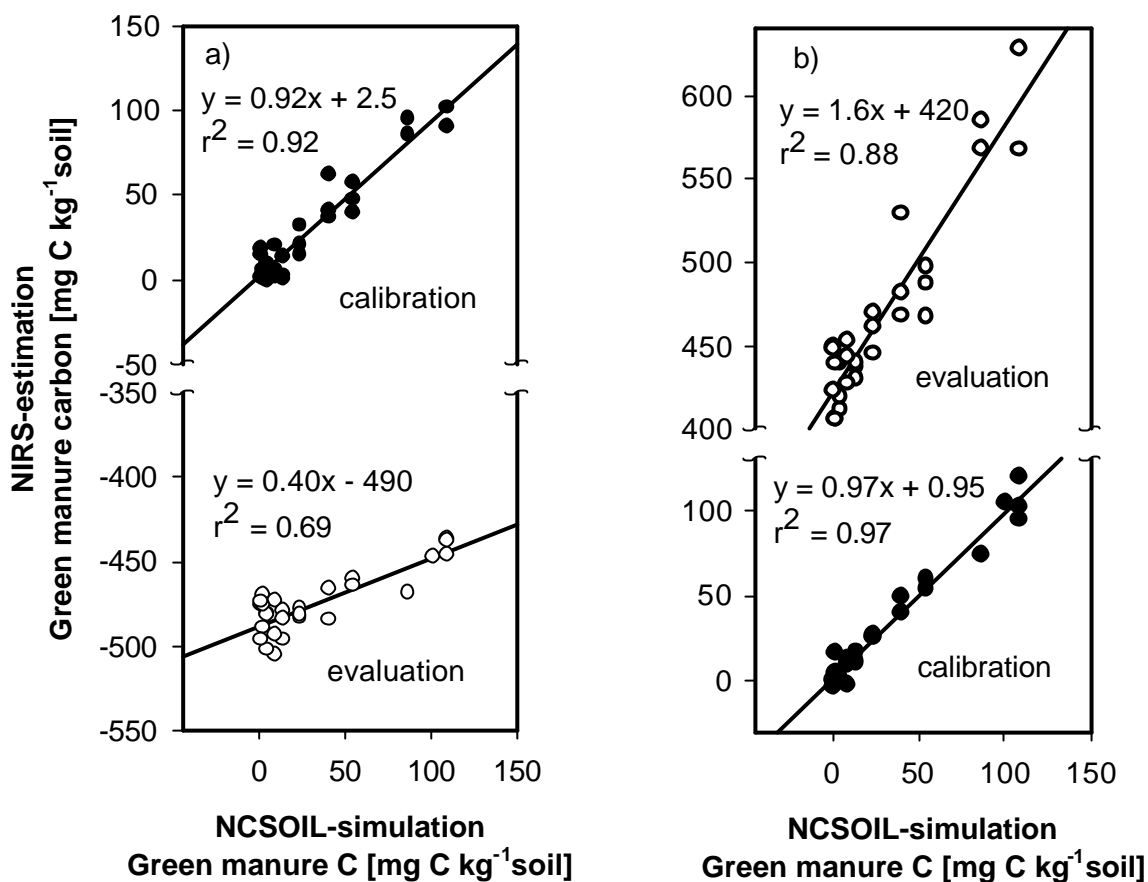 NIRS-estimation
Green manure carbon [mg C kg⁻¹soil]
a)
y = 0.92x + 2.5
r² = 0.92
calibration
150
100
50
0
-50
-350
-400
-450
-500
-550
y = 0.40x - 490
r² = 0.69
evaluation
0 50 100 150
NCSOIL-simulation
Green manure C [mg C kg⁻¹soil]
b)
y = 1.6x + 420
r² = 0.88
evaluation
600
550
500
450
400
100
50
0
y = 0.97x + 0.95
r² = 0.97
calibration
0 50 100 150
NCSOIL-simulation
Green manure C [mg C kg⁻¹soil]